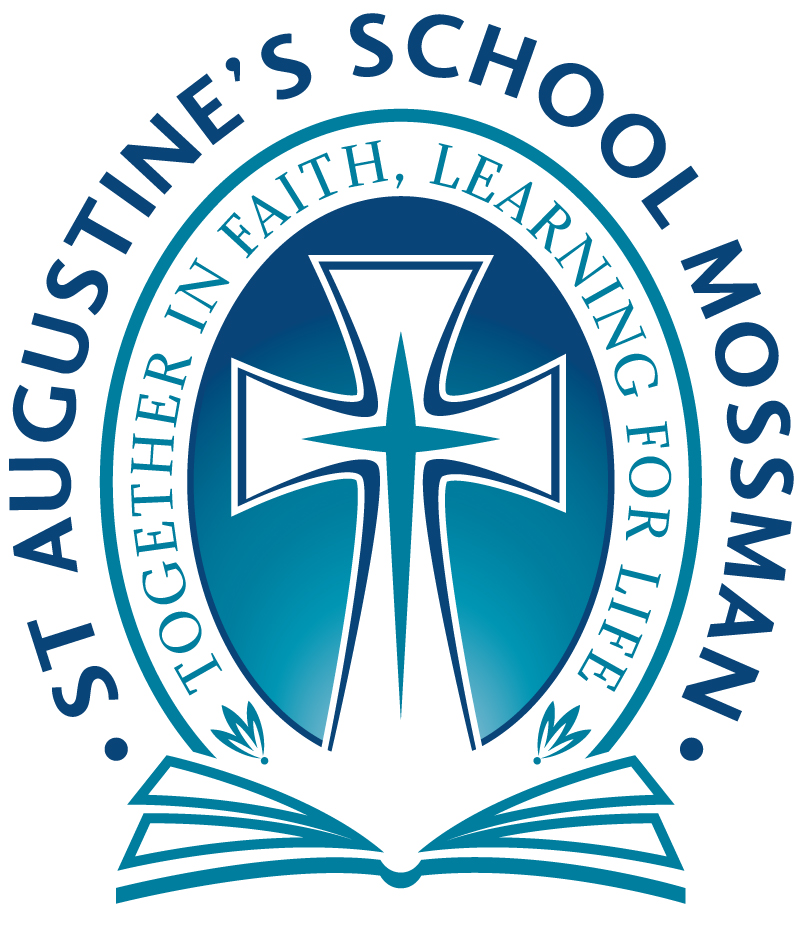 • ST AUGUSTINE'S SCHOOL MOSSMAN •
TOGETHER IN FAITH, LEARNING FOR LIFE